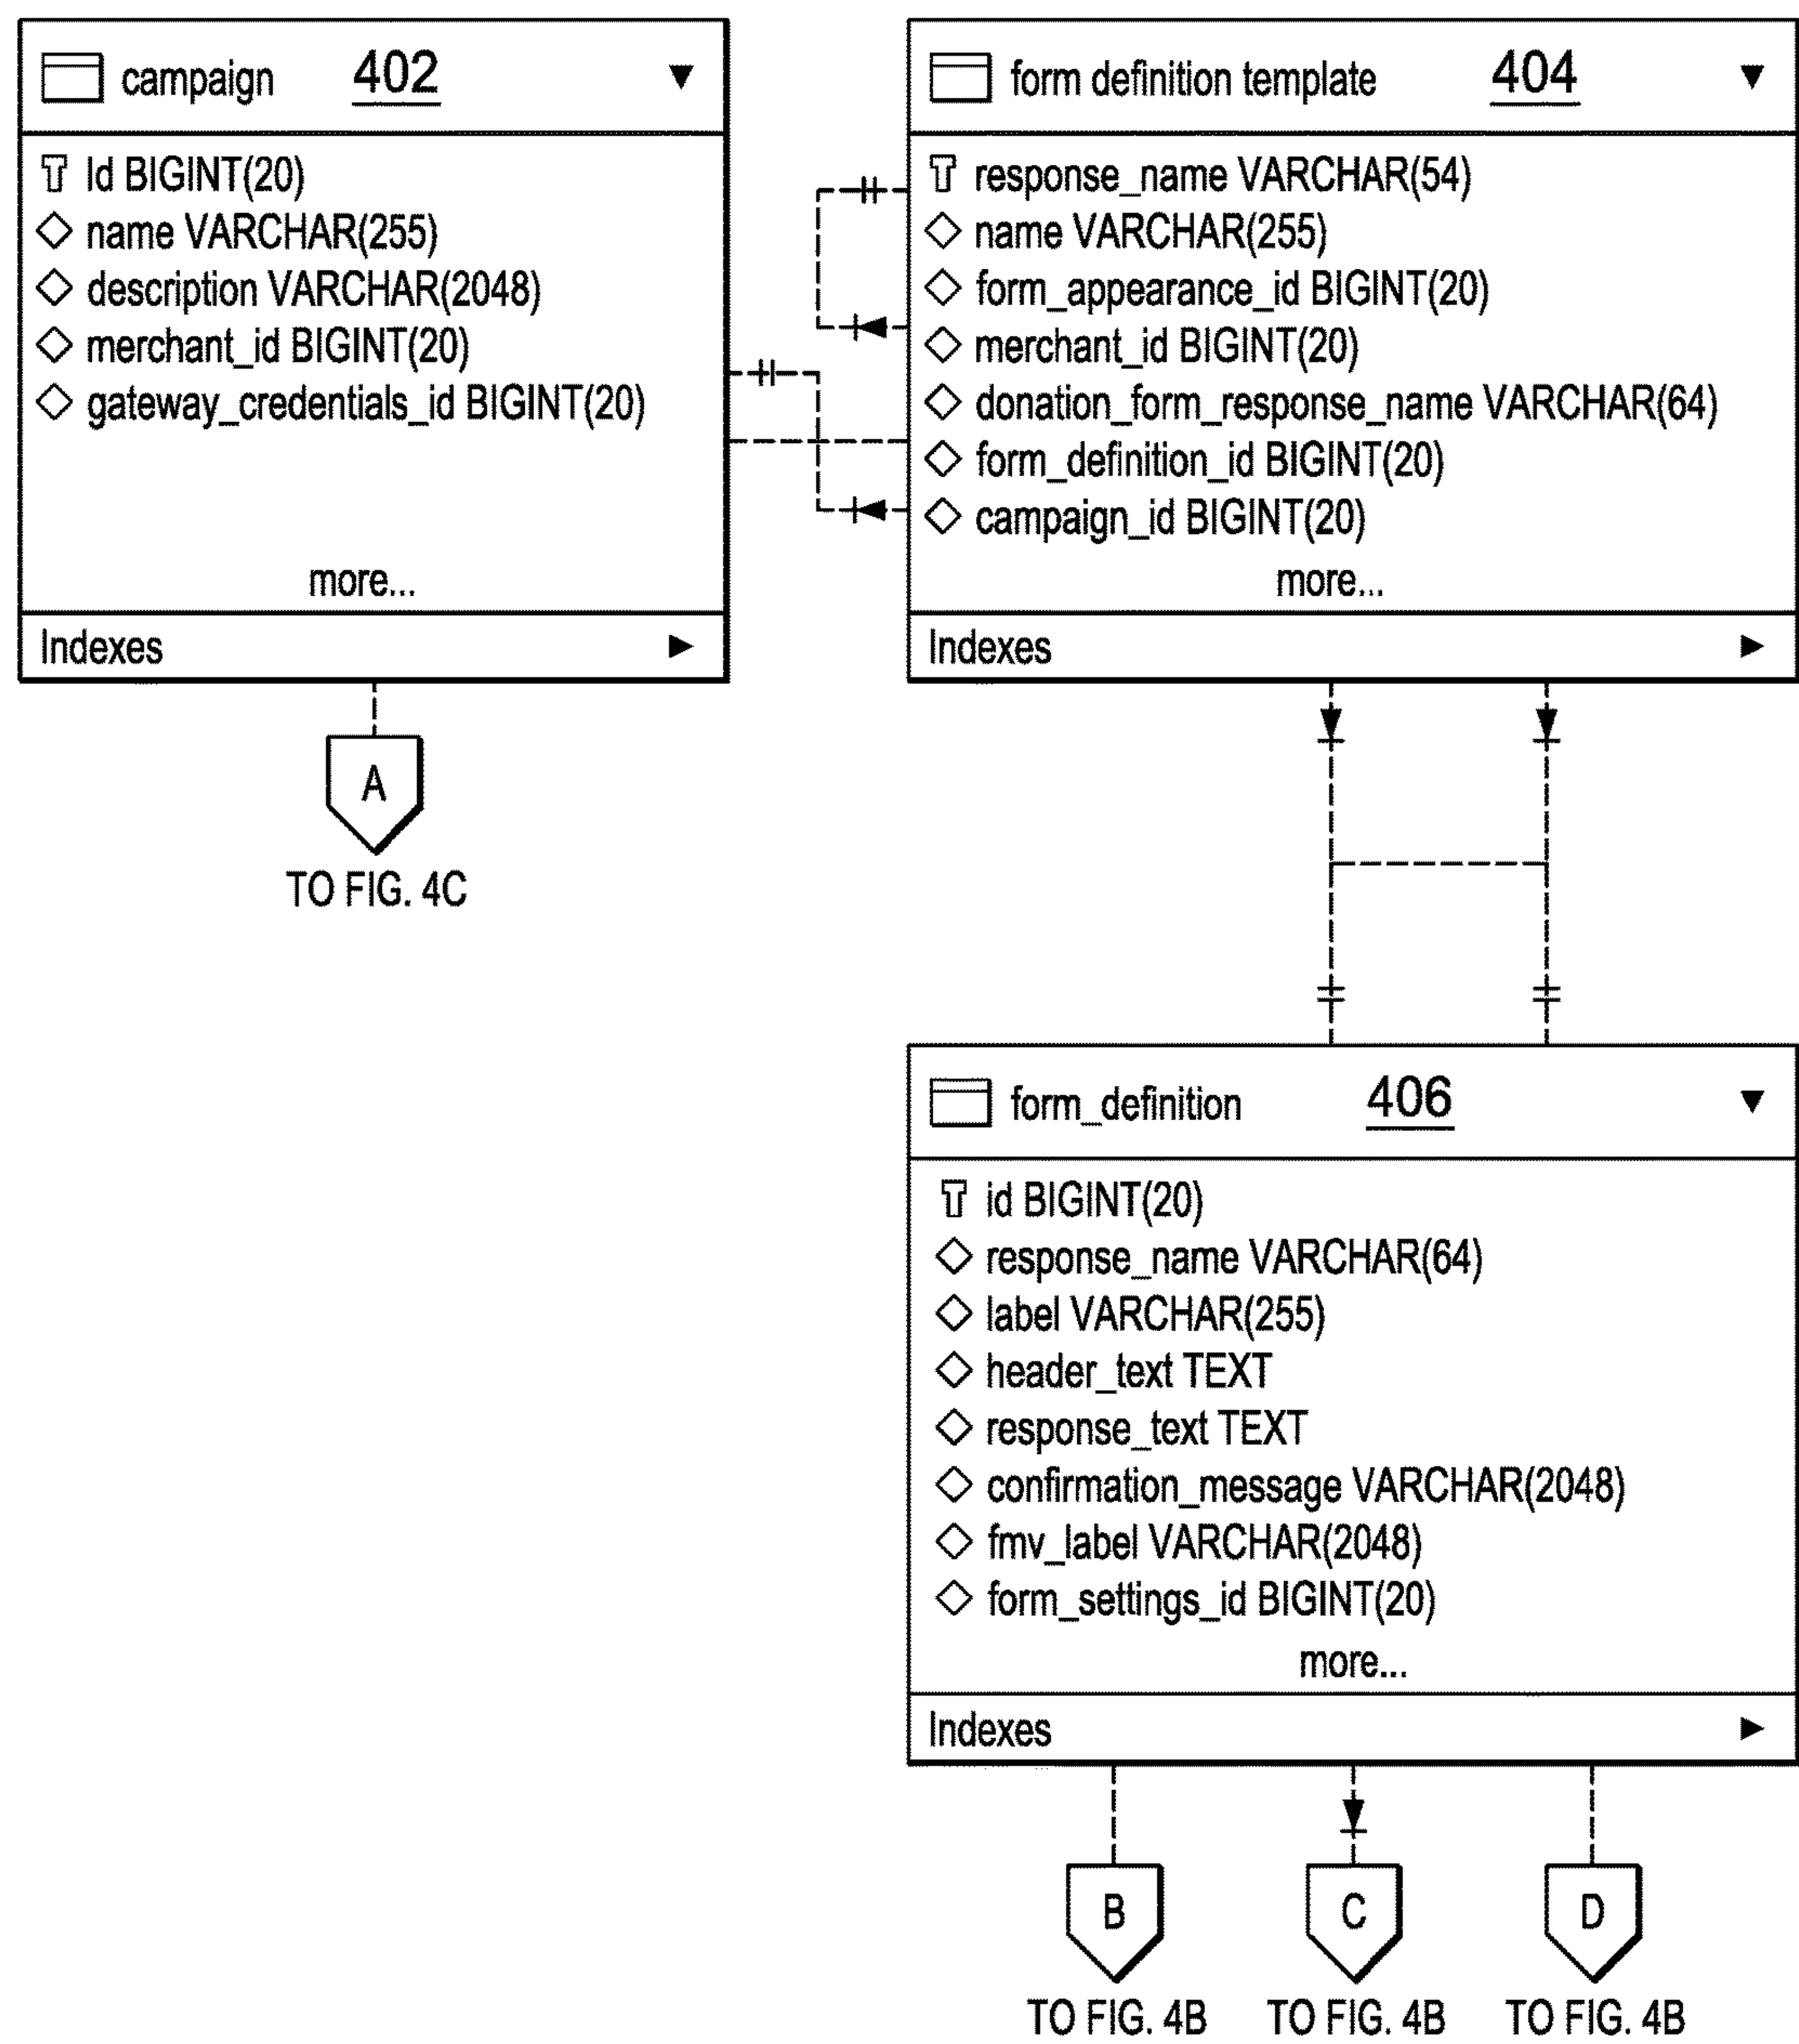 campaign 402
Id BIGINT(20)
name VARCHAR(255)
description VARCHAR(2048)
merchant_id BIGINT(20)
gateway_credentials_id BIGINT(20)
more...
Indexes
A
TO FIG. 4C
form definition template 404
response_name VARCHAR(54)
name VARCHAR(255)
form_appearance_id BIGINT(20)
merchant_id BIGINT(20)
donation_form_response_name VARCHAR(64)
form_definition_id BIGINT(20)
campaign_id BIGINT(20)
more...
Indexes
form_definition 406
id BIGINT(20)
response_name VARCHAR(64)
label VARCHAR(255)
header_text TEXT
response_text TEXT
confirmation_message VARCHAR(2048)
fmv_label VARCHAR(2048)
form_settings_id BIGINT(20)
more...
Indexes
B C D
TO FIG. 4B TO FIG. 4B TO FIG. 4B